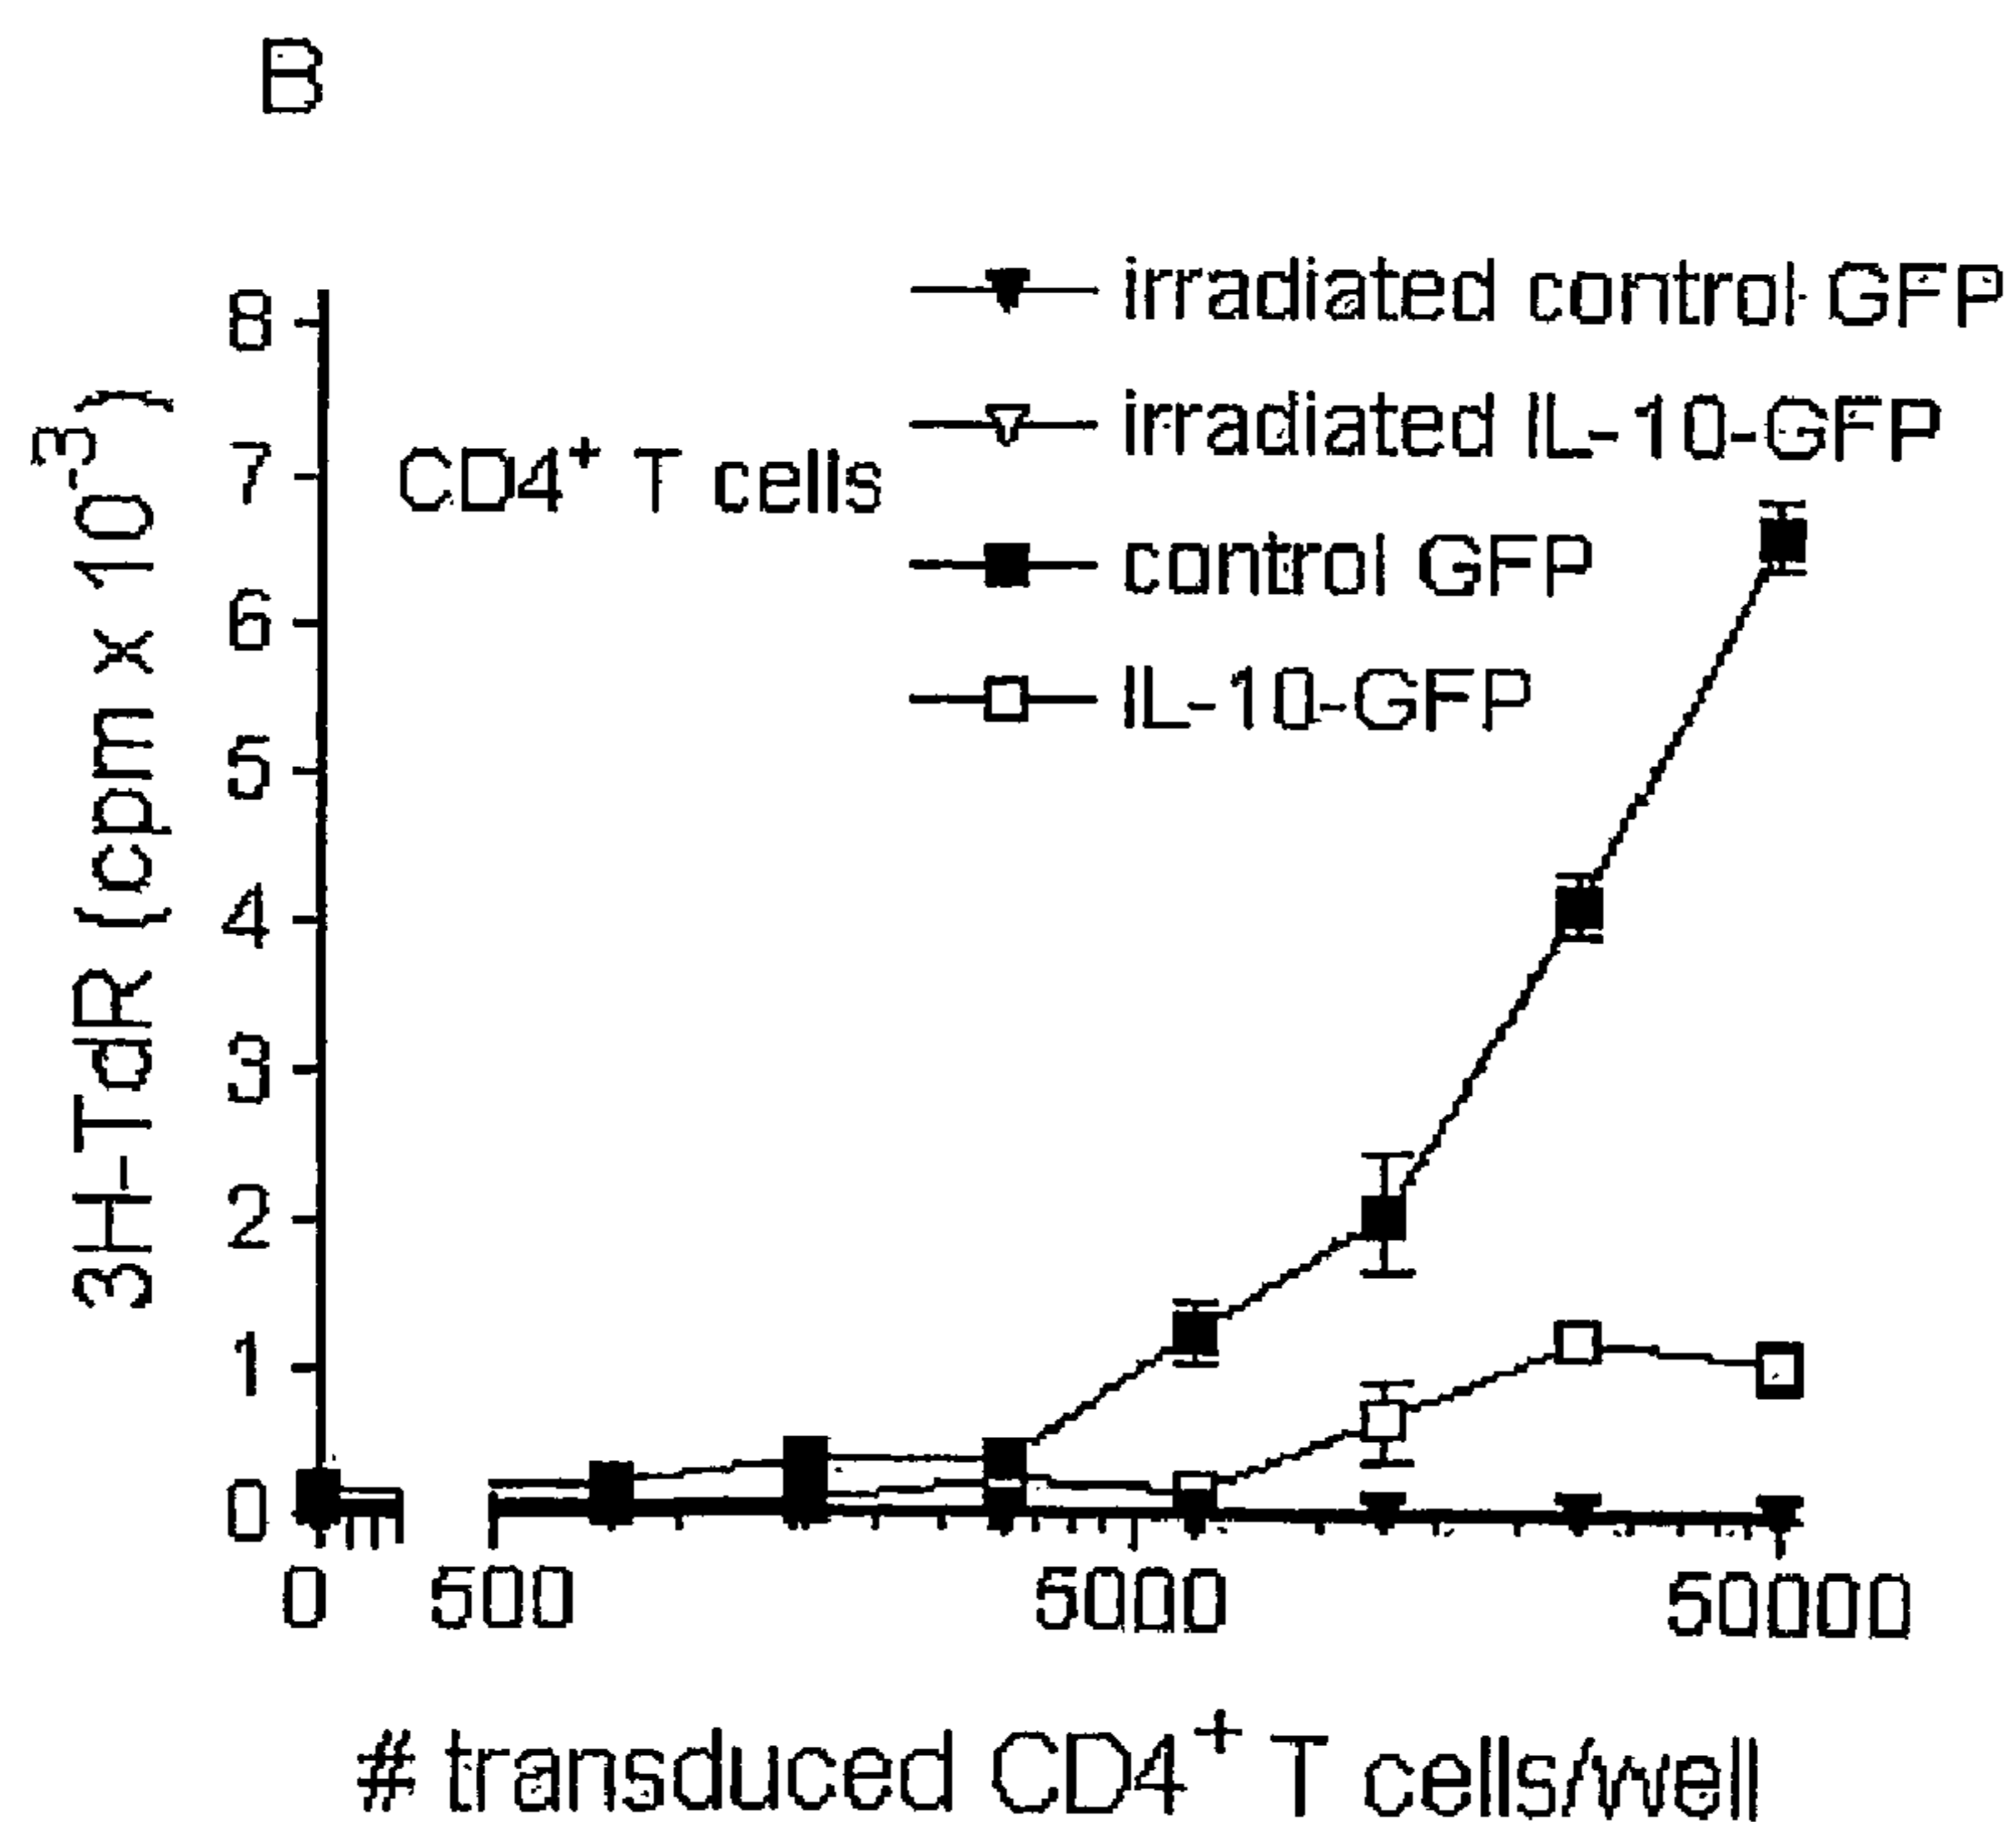 B
irradiated control GFP
irradiated IL-10-GFP
control GFP
IL-10-GFP
CD4⁺ T cells
3H-TdR (cpm x 10⁻³)
8
7
6
5
4
3
2
1
0
0 500 5000 50000
# transduced CD4⁺ T cells/well